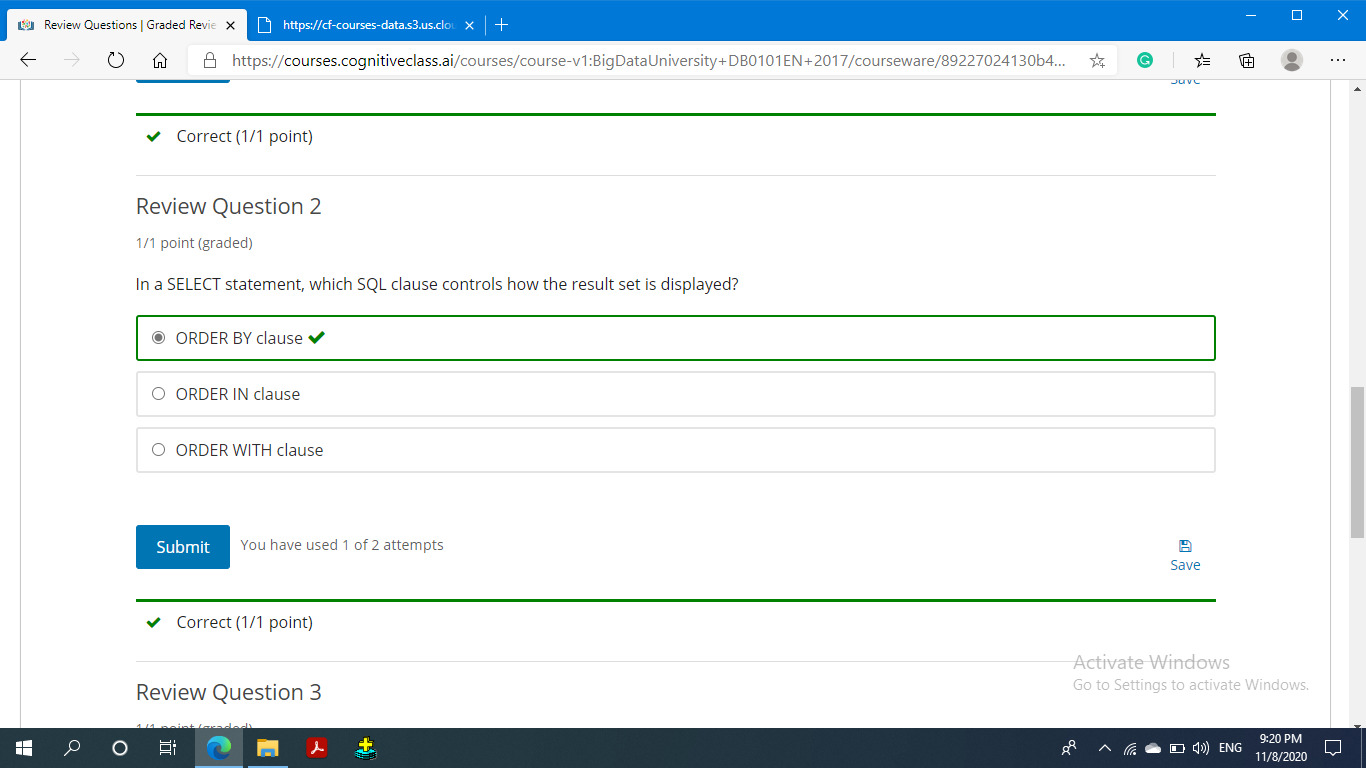 Review Questions | Graded Revie
https://cf-courses-data.s3.us.clou
https://courses.cognitiveclass.ai/courses/course-v1:BigDataUniversity+DB0101EN+2017/courseware/89227024130b4...
Save
Correct (1/1 point)
Review Question 2
1/1 point (graded)
In a SELECT statement, which SQL clause controls how the result set is displayed?
ORDER BY clause
ORDER IN clause
ORDER WITH clause
Submit
You have used 1 of 2 attempts
Save
Correct (1/1 point)
Activate Windows
Go to Settings to activate Windows.
Review Question 3
1/1 point (graded)
ENG
9:20 PM
11/8/2020